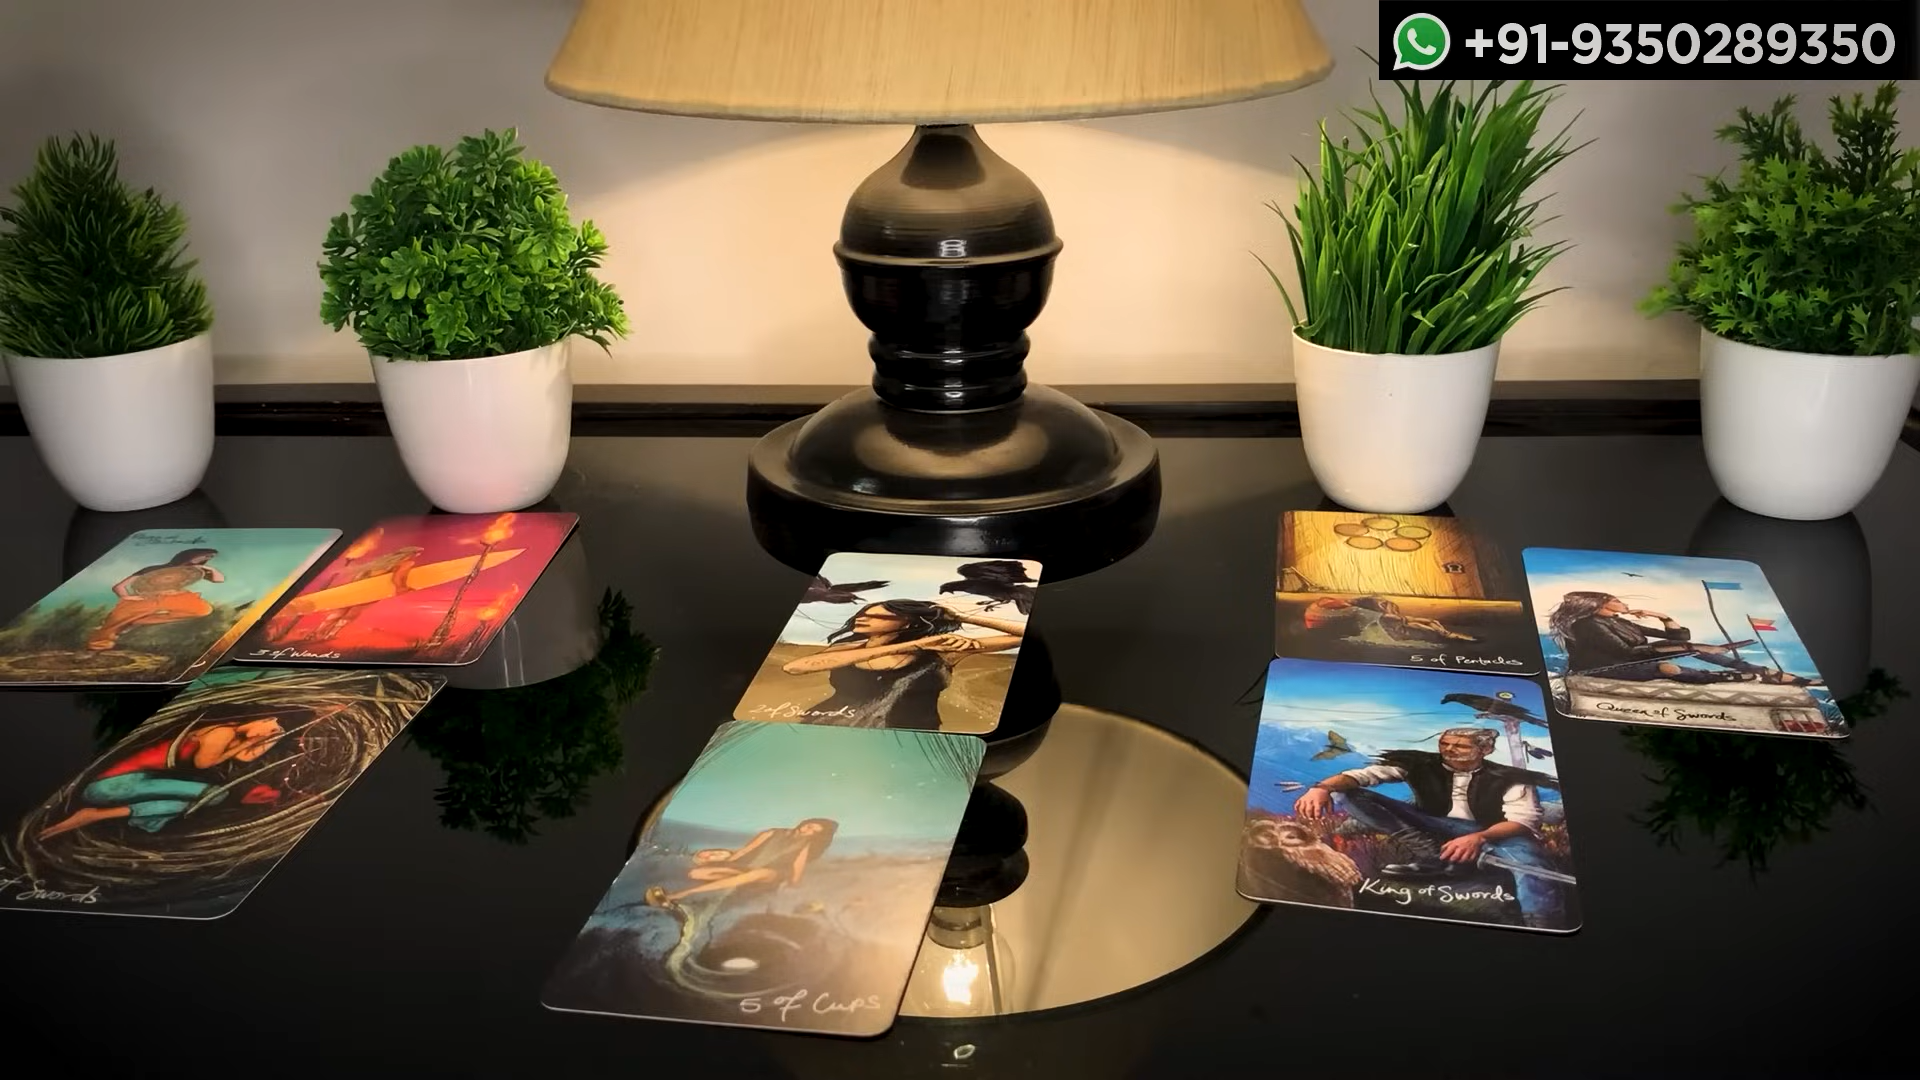 +91-9350289350
3 of Wands
of Swords
2 of Swords
5 of Cups
5 of Pentacles
Queen of Swords
King of Swords